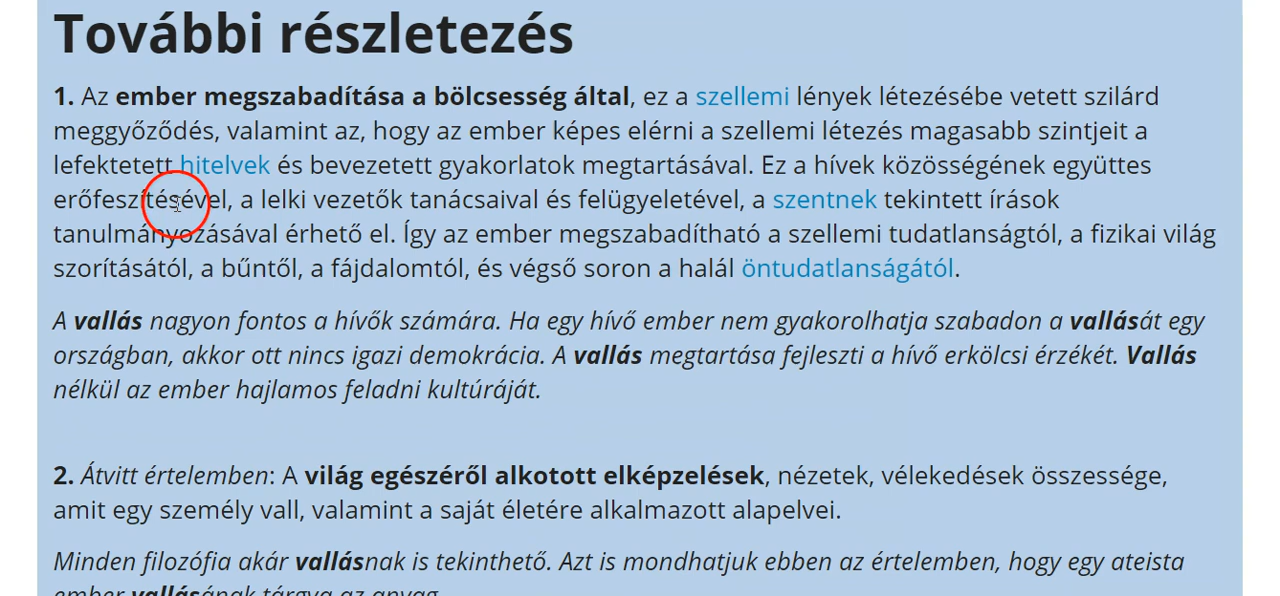 További részletezés
1. Az ember megszabadítása a bölcsesség által, ez a szellemi lények létezésébe vetett szilárd
meggyőződés, valamint az, hogy az ember képes elérni a szellemi létezés magasabb szintjeit a
lefektetett hitelvek és bevezetett gyakorlatok megtartásával. Ez a hívek közösségének együttes
erőfeszítésével, a lelki vezetők tanácsaival és felügyeletével, a szentnek tekintett írások
tanulmányozásával érhető el. Így az ember megszabadítható a szellemi tudatlanságtól, a fizikai világ
szorításától, a bűntől, a fájdalomtól, és végső soron a halál öntudatlanságától.
A vallás nagyon fontos a hívők számára. Ha egy hívő ember nem gyakorolhatja szabadon a vallását egy
országban, akkor ott nincs igazi demokrácia. A vallás megtartása fejleszti a hívő erkölcsi érzékét. Vallás
nélkül az ember hajlamos feladni kultúráját.
2. Átvitt értelemben: A világ egészéről alkotott elképzelések, nézetek, vélekedések összessége,
amit egy személy vall, valamint a saját életére alkalmazott alapelvei.
Minden filozófia akár vallásnak is tekinthető. Azt is mondhatjuk ebben az értelemben, hogy egy ateista
ember vallásának tárgya az anyag.